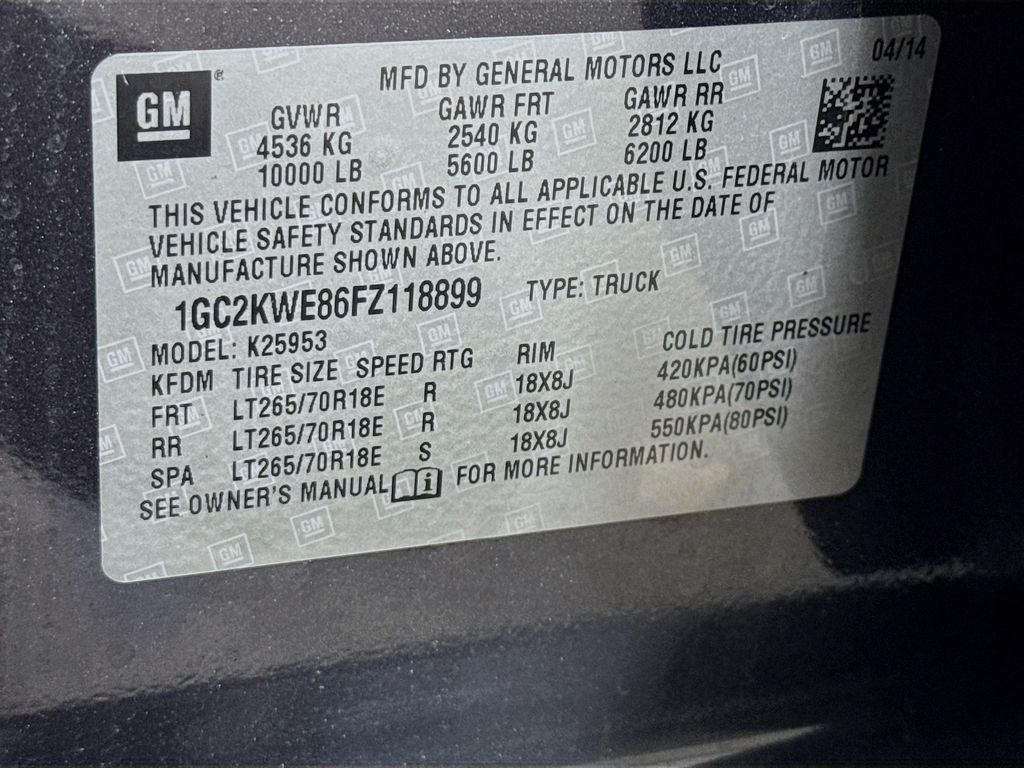 GM
MFD BY GENERAL MOTORS LLC 04/14
GVWR GAWR FRT GAWR RR
4536 KG 2540 KG 2812 KG
10000 LB 5600 LB 6200 LB
THIS VEHICLE CONFORMS TO ALL APPLICABLE U.S. FEDERAL MOTOR
VEHICLE SAFETY STANDARDS IN EFFECT ON THE DATE OF
MANUFACTURE SHOWN ABOVE.
1GC2KWE86FZ118899 TYPE: TRUCK
MODEL: K25953
KFDM TIRE SIZE SPEED RTG RIM COLD TIRE PRESSURE
FRT LT265/70R18E R 18X8J 420KPA(60PSI)
RR LT265/70R18E R 18X8J 480KPA(70PSI)
SPA LT265/70R18E S 18X8J 550KPA(80PSI)
SEE OWNER'S MANUAL i FOR MORE INFORMATION.